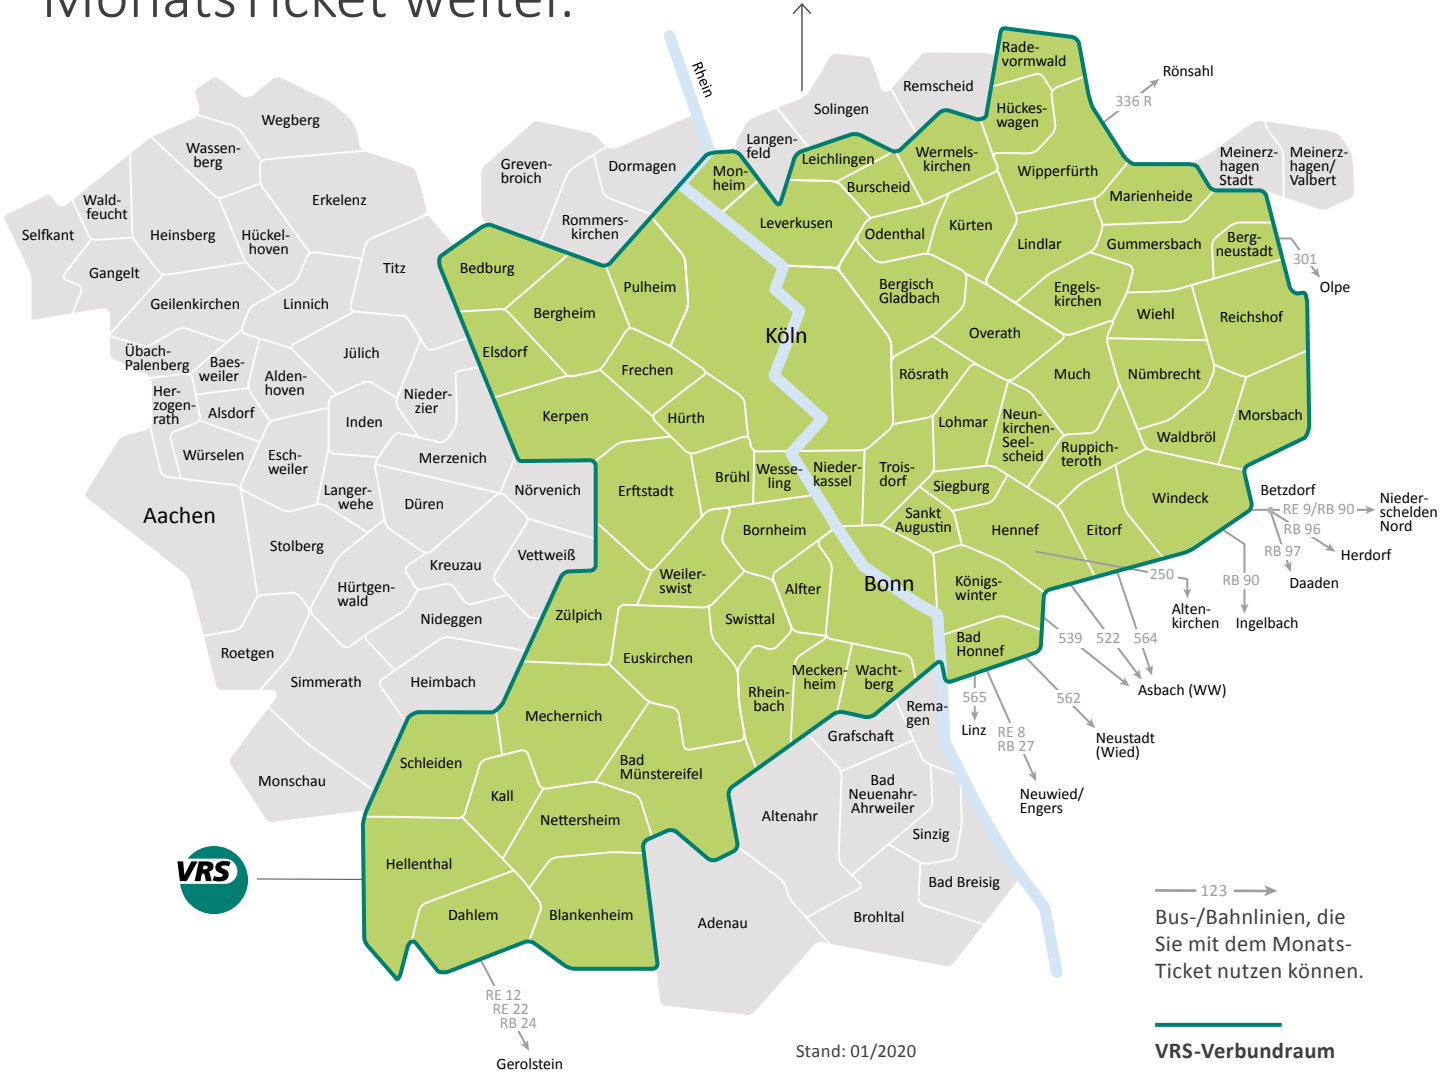 MonatsTicket weiter.
Rhein
Rade-
vormwald
Rönsahl
336 R
Remscheid
Solingen
Hückes-
wagen
Wegberg
Langen-
feld
Wassen-
berg
Greven-
broich
Dormagen
Mon-
heim
Leichlingen
Wermels-
kirchen
Wipperfürth
Meinerz-
hagen
Stadt
Meinerz-
hagen/
Valbert
Burscheid
Marienheide
Wald-
feucht
Erkelenz
Selfkant
Heinsberg
Hückel-
hoven
Rommers-
kirchen
Leverkusen
Odenthal
Kürten
Lindlar
Gummersbach
Berg-
neustadt
301
Olpe
Gangelt
Titz
Bedburg
Pulheim
Bergisch
Gladbach
Engels-
kirchen
Geilenkirchen
Linnich
Bergheim
Wiehl
Reichshof
Köln
Overath
Übach-
Palenberg
Baes-
weiler
Jülich
Elsdorf
Frechen
Rösrath
Much
Nümbrecht
Alden-
hoven
Her-
zogen-
rath
Alsdorf
Inden
Nieder-
zier
Kerpen
Hürth
Lohmar
Neun-
kirchen-
Seel-
scheid
Morsbach
Waldbröl
Würselen
Esch-
weiler
Merzenich
Ruppich-
teroth
Langer-
wehe
Düren
Nörvenich
Erftstadt
Brühl
Wesse-
ling
Nieder-
kassel
Trois-
dorf
Siegburg
Windeck
Betzdorf
RE 9/RB 90
Nieder-
schelden
Nord
Aachen
Sankt
Augustin
Bornheim
Hennef
Eitorf
RB 96
Herdorf
RB 97
Daaden
Stolberg
Kreuzau
Vettweiß
Hürtgen-
wald
Weiler-
swist
Alfter
Bonn
Königs-
winter
250
Alten-
kirchen
RB 90
Ingelbach
Nideggen
Zülpich
Swisttal
Bad
Honnef
539
522
564
Asbach (WW)
Roetgen
Simmerath
Heimbach
Euskirchen
Rhein-
bach
Mecken-
heim
Wacht-
berg
565
Linz
562
Neustadt
(Wied)
RE 8
RB 27
Neuwied/
Engers
Mechernich
Rema-
gen
Grafschaft
Monschau
Schleiden
Bad
Münstereifel
Bad
Neuenahr-
Ahrweiler
Kall
Nettersheim
Altenahr
Sinzig
VRS
Hellenthal
Bad Breisig
Dahlem
Blankenheim
Adenau
Brohltal
123
Bus-/Bahnlinien, die
Sie mit dem Monats-
Ticket nutzen können.
RE 12
RE 22
RB 24
Gerolstein
Stand: 01/2020
VRS-Verbundraum